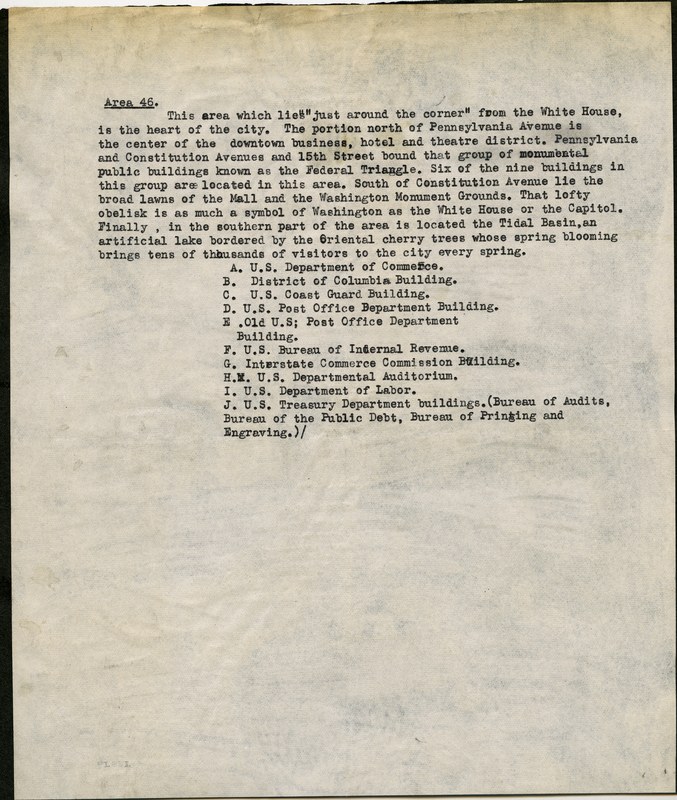 Area 46.
This area which lies "just around the corner" from the White House,
is the heart of the city. The portion north of Pennsylvania Avenue is
the center of the downtown business, hotel and theatre district. Pennsylvania
and Constitution Avenues and 15th Street bound that group of monumental
public buildings known as the Federal Triangle. Six of the nine buildings in
this group are located in this area. South of Constitution Avenue lie the
broad lawns of the Mall and the Washington Monument Grounds. That lofty
obelisk is as much a symbol of Washington as the White House or the Capitol.
Finally , in the southern part of the area is located the Tidal Basin,an
artificial lake bordered by the Oriental cherry trees whose spring blooming
brings tens of thousands of visitors to the city every spring.
A. U.S. Department of Commerce.
B. District of Columbia Building.
C. U.S. Coast Guard Building.
D. U.S. Post Office Department Building.
E .Old U.S; Post Office Department
Building.
F. U.S. Bureau of Internal Revenue.
G. Interstate Commerce Commission Building.
H. U.S. Departmental Auditorium.
I. U.S. Department of Labor.
J. U.S. Treasury Department buildings.(Bureau of Audits,
Bureau of the Public Debt, Bureau of Printing and
Engraving.)/